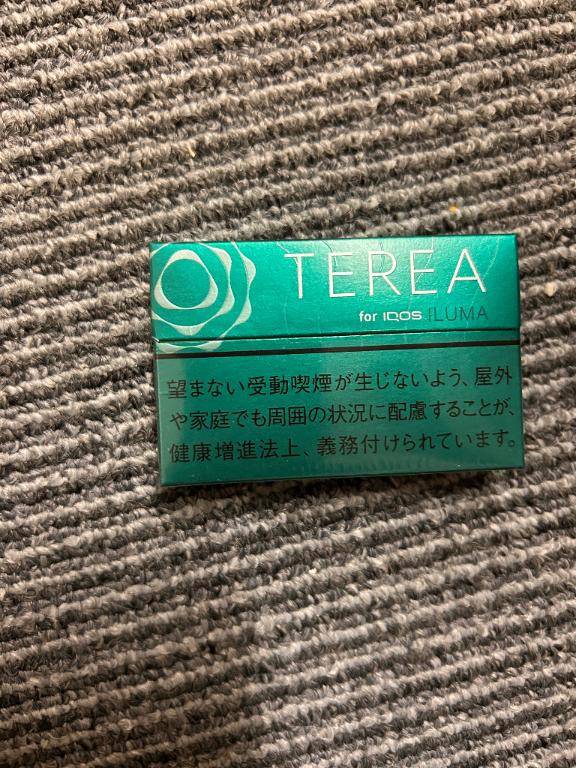 TEREA
for IQOS ILUMA
望まない受動喫煙が生じないよう、屋外
や家庭でも周囲の状況に配慮することが、
健康増進法上、義務付けられています。